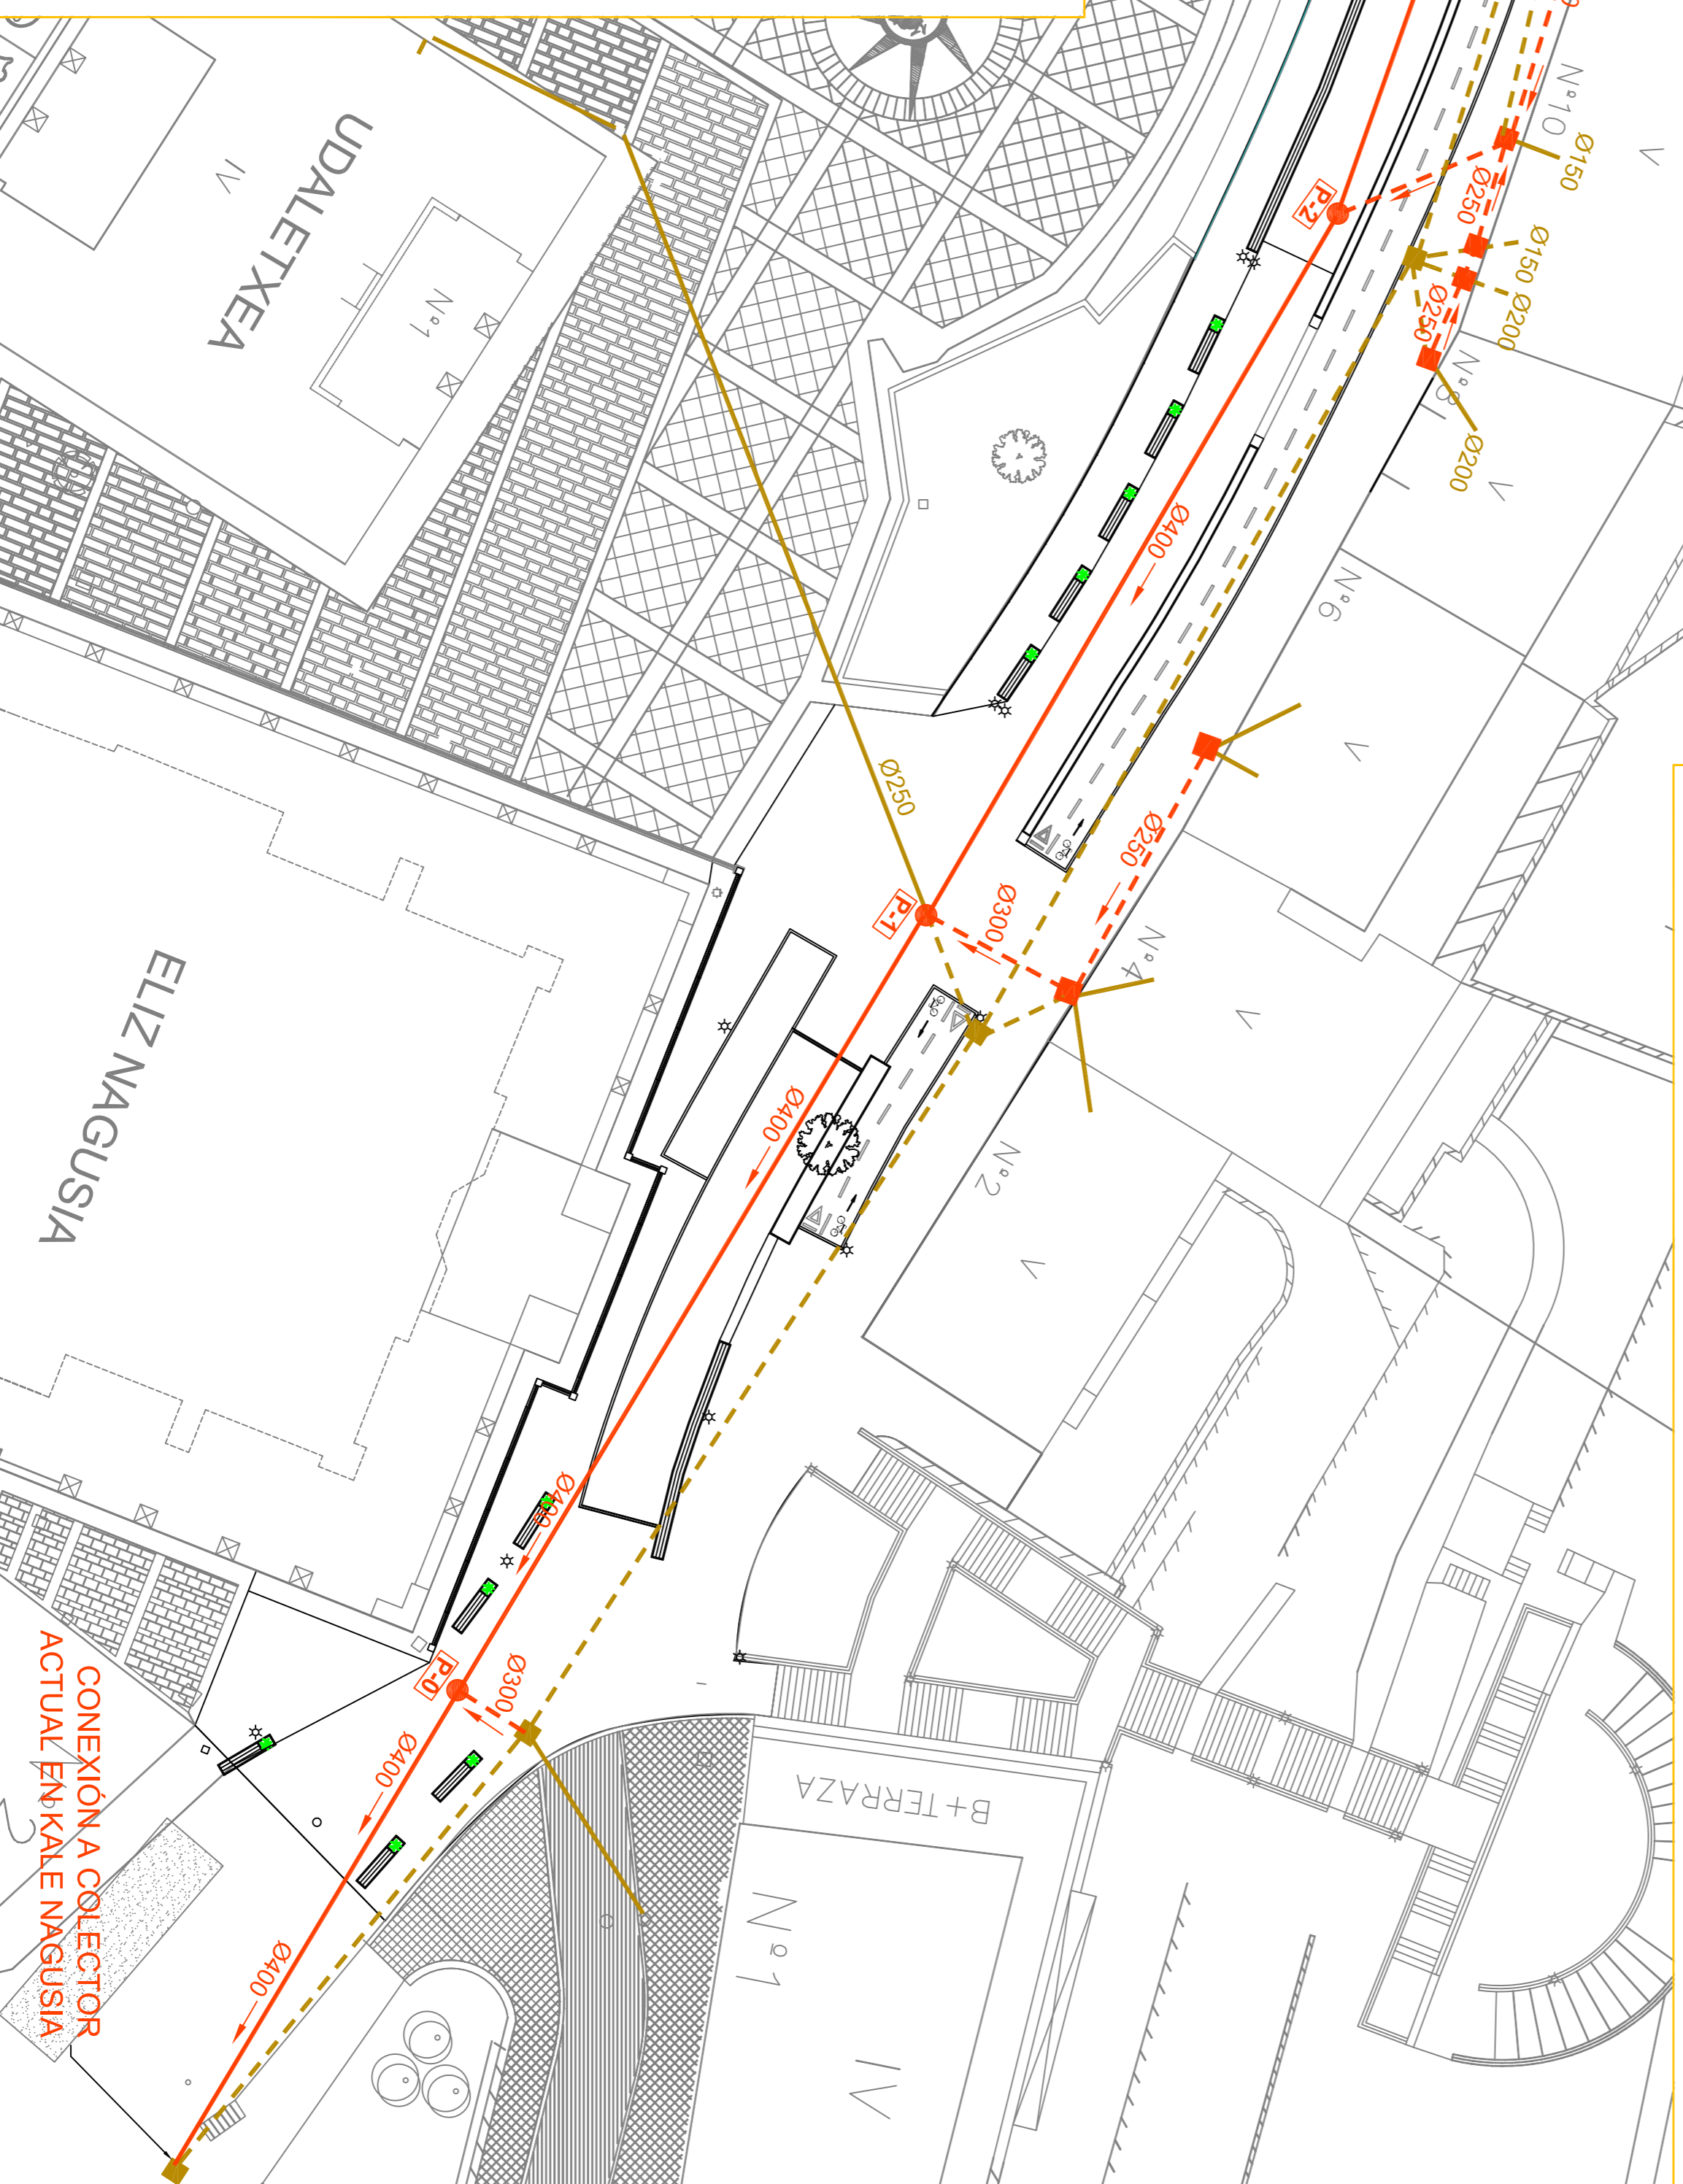 Nº10
V
Ø150
Ø250
P-2
Ø150
Ø200
Ø250
Nº8
Ø200
V
UDALETXEA
IV
Nº1
Ø400
Nº6
V
Ø250
Ø250
P-1
Ø300
Nº4
V
ELIZ NAGUSIA
Ø400
Nº2
V
Ø400
P-0
Ø300
I
Ø400
B+TERRAZA
Nº1
IV
Ø400
CONEXIÓN A COLECTOR
ACTUAL EN KALE NAGUSIA